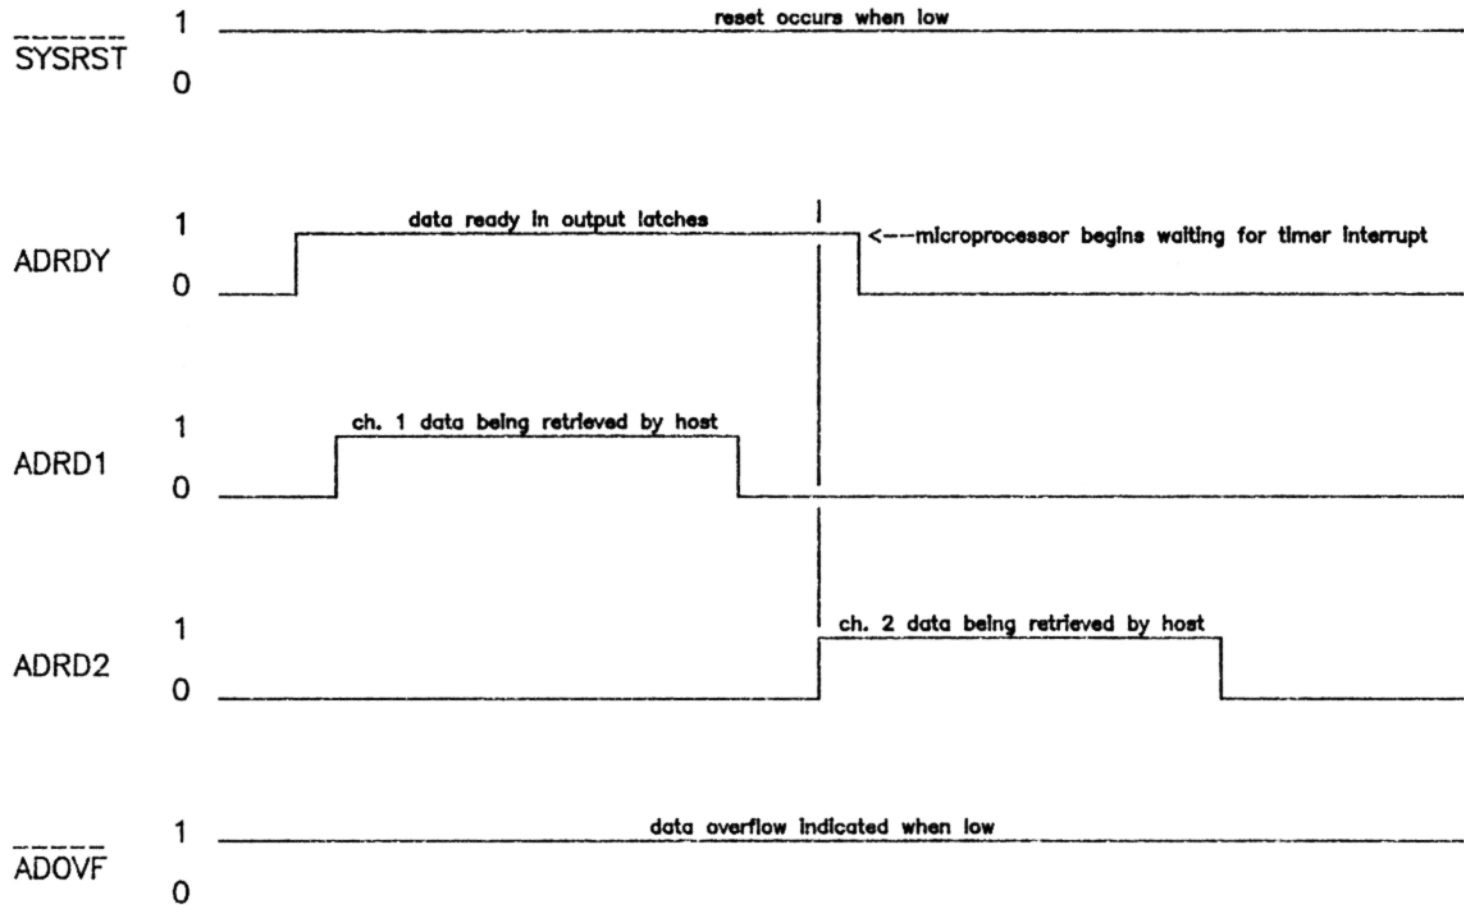 1
reset occurs when low
SYSRST
0
1
data ready in output latches
<---microprocessor begins waiting for timer interrupt
ADRDY
0
1
ch. 1 data being retrieved by host
ADRD1
0
1
ch. 2 data being retrieved by host
ADRD2
0
1
data overflow indicated when low
ADOVF
0